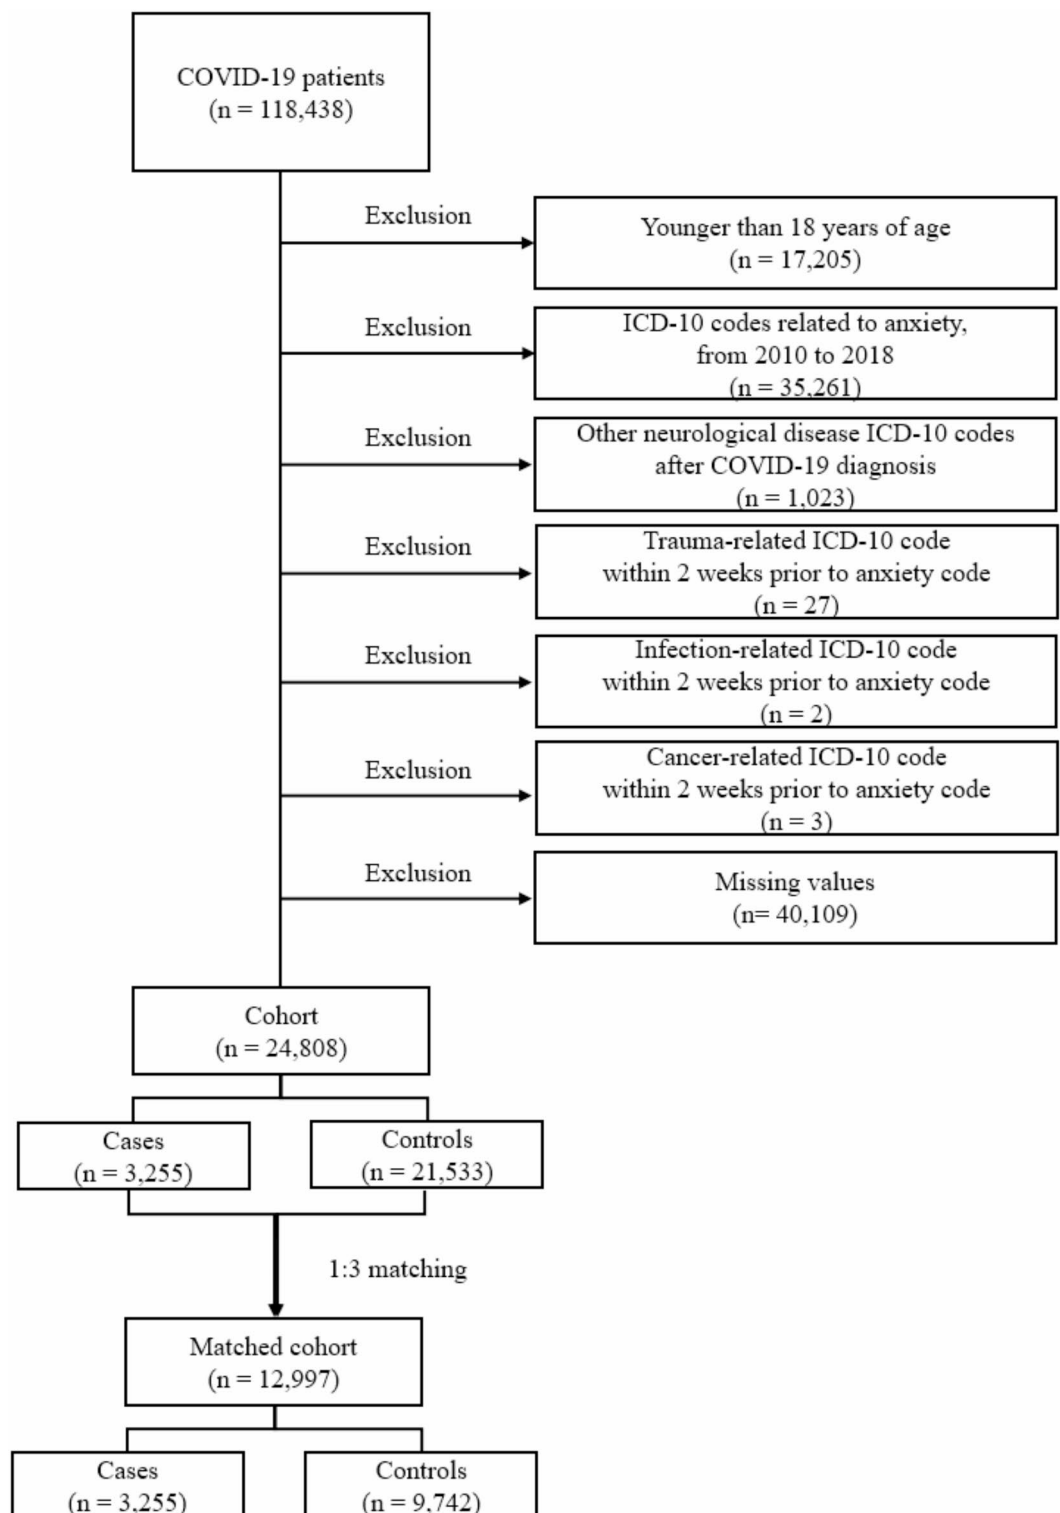 COVID-19 patients
(n = 118,438)
Exclusion
Younger than 18 years of age
(n = 17,205)
Exclusion
ICD-10 codes related to anxiety,
from 2010 to 2018
(n = 35,261)
Exclusion
Other neurological disease ICD-10 codes
after COVID-19 diagnosis
(n = 1,023)
Exclusion
Trauma-related ICD-10 code
within 2 weeks prior to anxiety code
(n = 27)
Exclusion
Infection-related ICD-10 code
within 2 weeks prior to anxiety code
(n = 2)
Exclusion
Cancer-related ICD-10 code
within 2 weeks prior to anxiety code
(n = 3)
Exclusion
Missing values
(n= 40,109)
Cohort
(n = 24,808)
Cases
(n = 3,255)
Controls
(n = 21,533)
1:3 matching
Matched cohort
(n = 12,997)
Cases
(n = 3,255)
Controls
(n = 9,742)